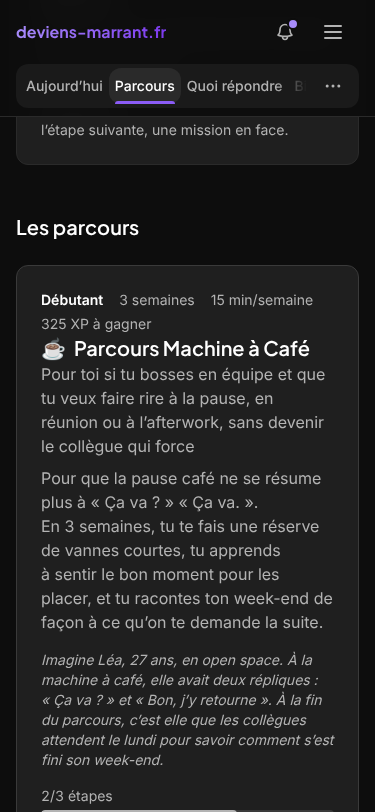 deviens-marrant.fr
Aujourd’hui Parcours Quoi répondre
l’étape suivante, une mission en face.
Les parcours
Débutant 3 semaines 15 min/semaine
325 XP à gagner
☕ Parcours Machine à Café
Pour toi si tu bosses en équipe et que
tu veux faire rire à la pause, en
réunion ou à l’afterwork, sans devenir
le collègue qui force
Pour que la pause café ne se résume
plus à « Ça va ? » « Ça va. ».
En 3 semaines, tu te fais une réserve
de vannes courtes, tu apprends
à sentir le bon moment pour les
placer, et tu racontes ton week-end de
façon à ce qu’on te demande la suite.
Imagine Léa, 27 ans, en open space. À la
machine à café, elle avait deux répliques :
« Ça va ? » et « Bon, j’y retourne ». À la fin
du parcours, c’est elle que les collègues
attendent le lundi pour savoir comment s’est
fini son week-end.
2/3 étapes